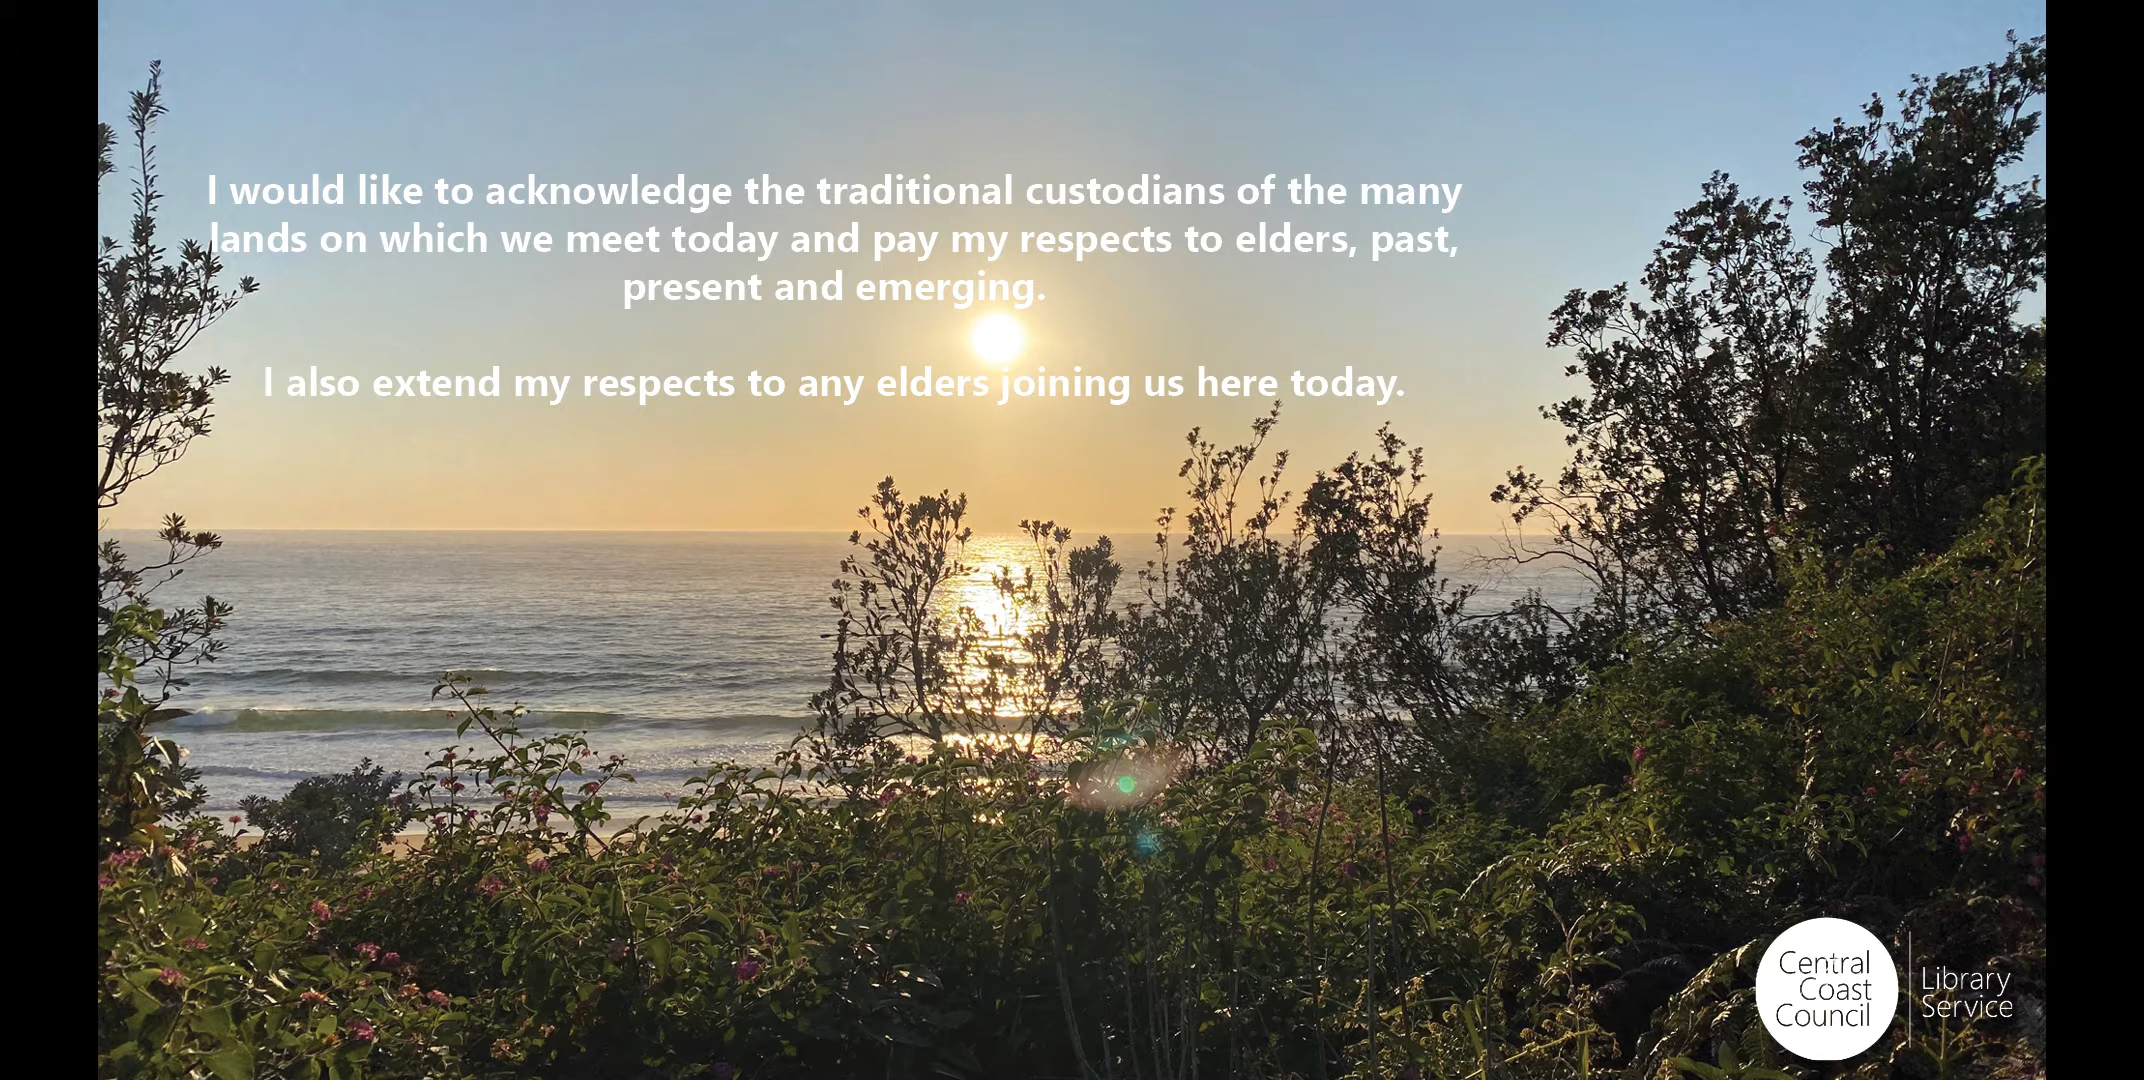 I would like to acknowledge the traditional custodians of the many
lands on which we meet today and pay my respects to elders, past,
present and emerging.
I also extend my respects to any elders joining us here today.
Central
Coast
Council
Library
Service